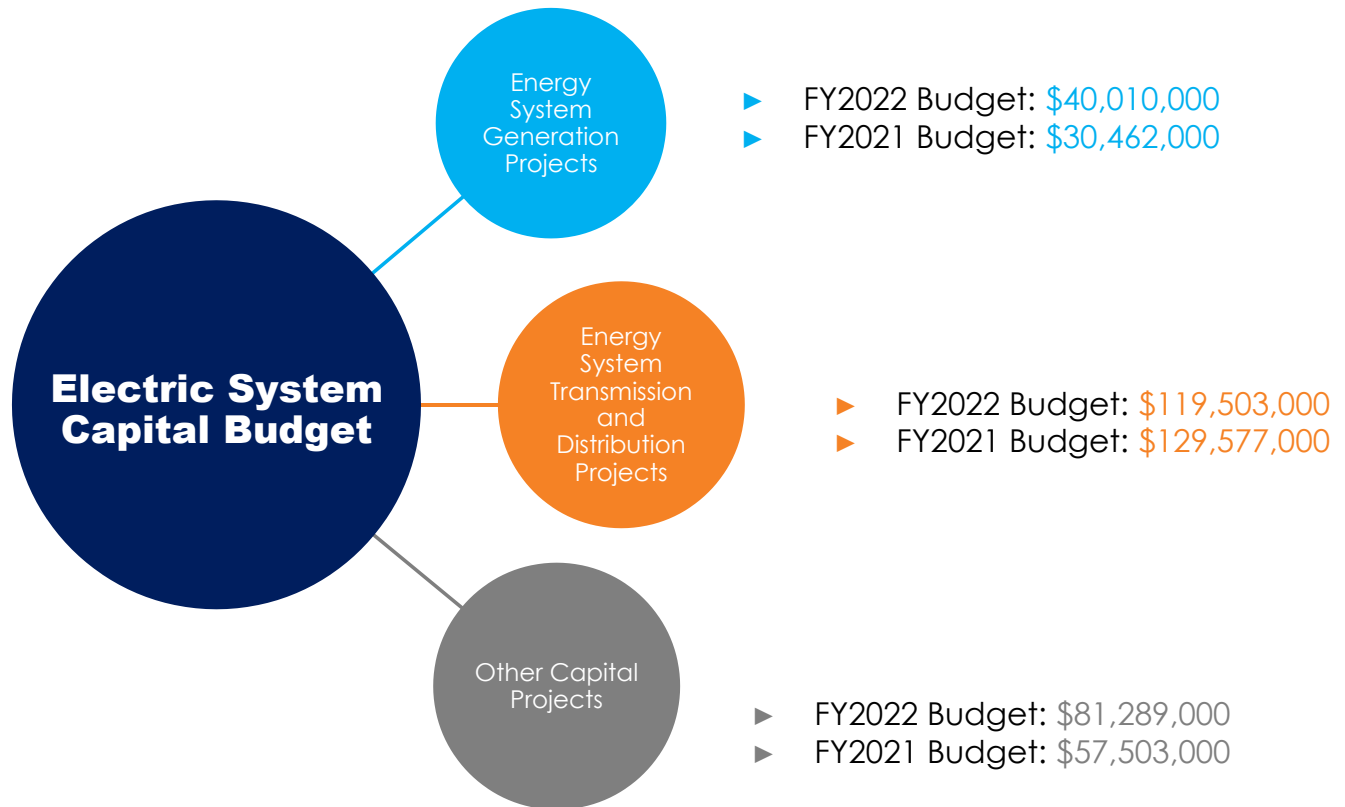 Energy
System
Generation
Projects
► FY2022 Budget: $40,010,000
► FY2021 Budget: $30,462,000
Electric System
Capital Budget
Energy
System
Transmission
and
Distribution
Projects
► FY2022 Budget: $119,503,000
► FY2021 Budget: $129,577,000
Other Capital
Projects
► FY2022 Budget: $81,289,000
► FY2021 Budget: $57,503,000